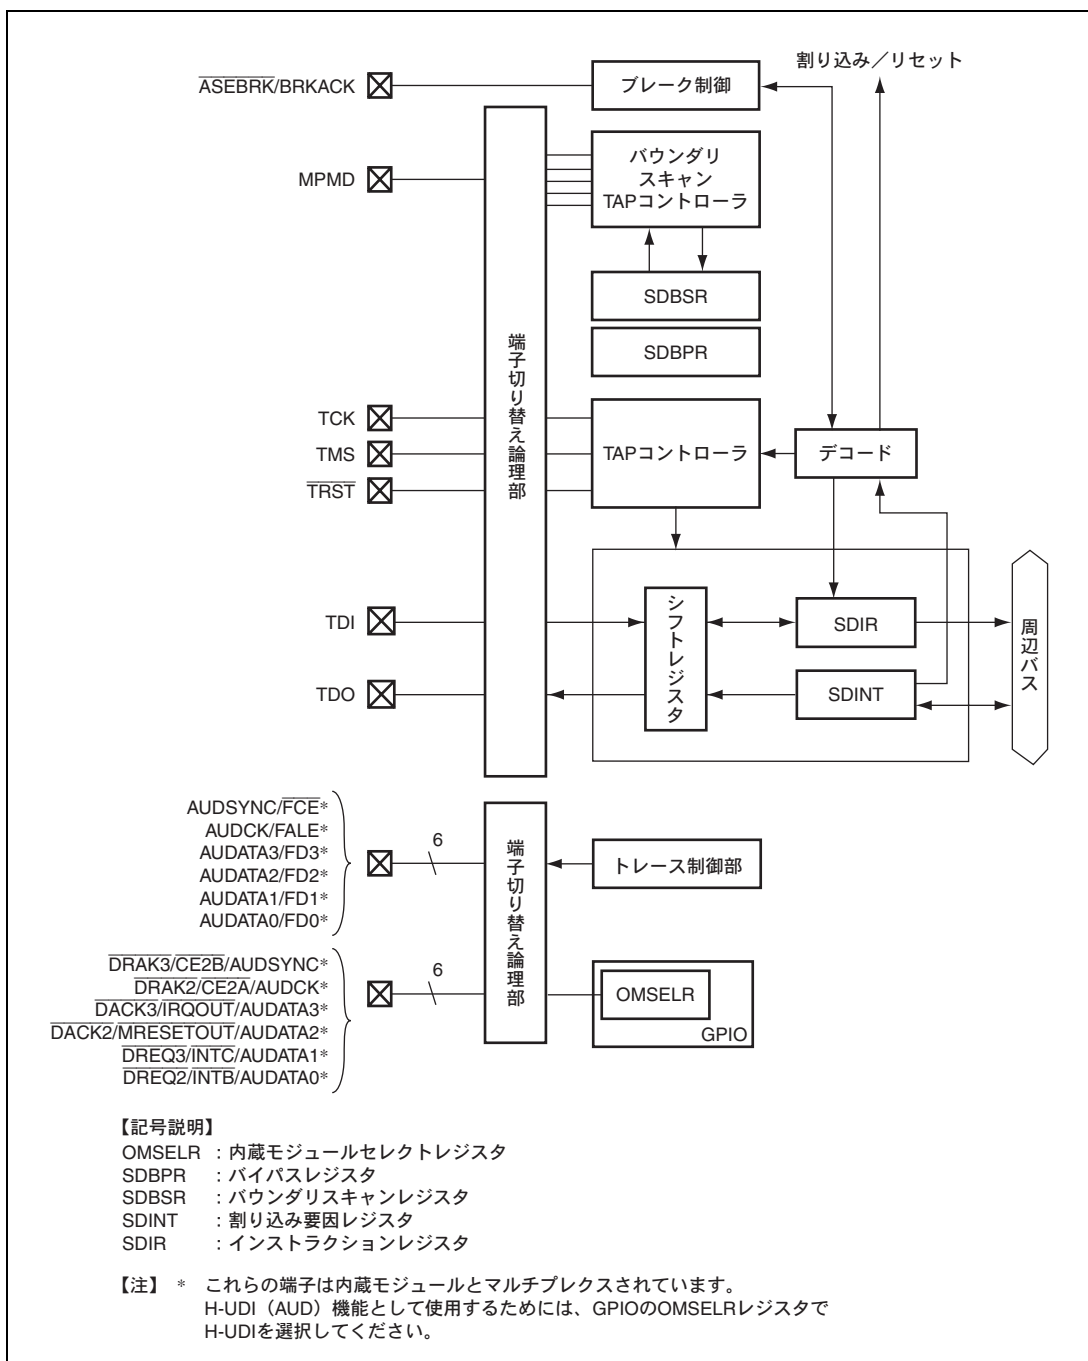 割り込み／リセット
ASEBRK/BRKACK
ブレーク制御
MPMD
バウンダリ
スキャン
TAPコントローラ
SDBSR
SDBPR
端子切り替え論理部
TCK
TMS
TRST
TAPコントローラ
デコード
TDI
TDO
シフトレジスタ
SDIR
SDINT
周辺バス
AUDSYNC/FCE*
AUDCK/FALE*
AUDATA3/FD3*
AUDATA2/FD2*
AUDATA1/FD1*
AUDATA0/FD0*
6
端子切り替え論理部
トレース制御部
DRAK3/CE2B/AUDSYNC*
DRAK2/CE2A/AUDCK*
DACK3/IRQOUT/AUDATA3*
DACK2/MRESETOUT/AUDATA2*
DREQ3/INTC/AUDATA1*
DREQ2/INTB/AUDATA0*
6
OMSELR
GPIO
【記号説明】
OMSELR ：内蔵モジュールセレクトレジスタ
SDBPR ：バイパスレジスタ
SDBSR ：バウンダリスキャンレジスタ
SDINT ：割り込み要因レジスタ
SDIR ：インストラクションレジスタ
【注】 * これらの端子は内蔵モジュールとマルチプレクスされています。
H-UDI（AUD）機能として使用するためには、GPIOのOMSELRレジスタで
H-UDIを選択してください。